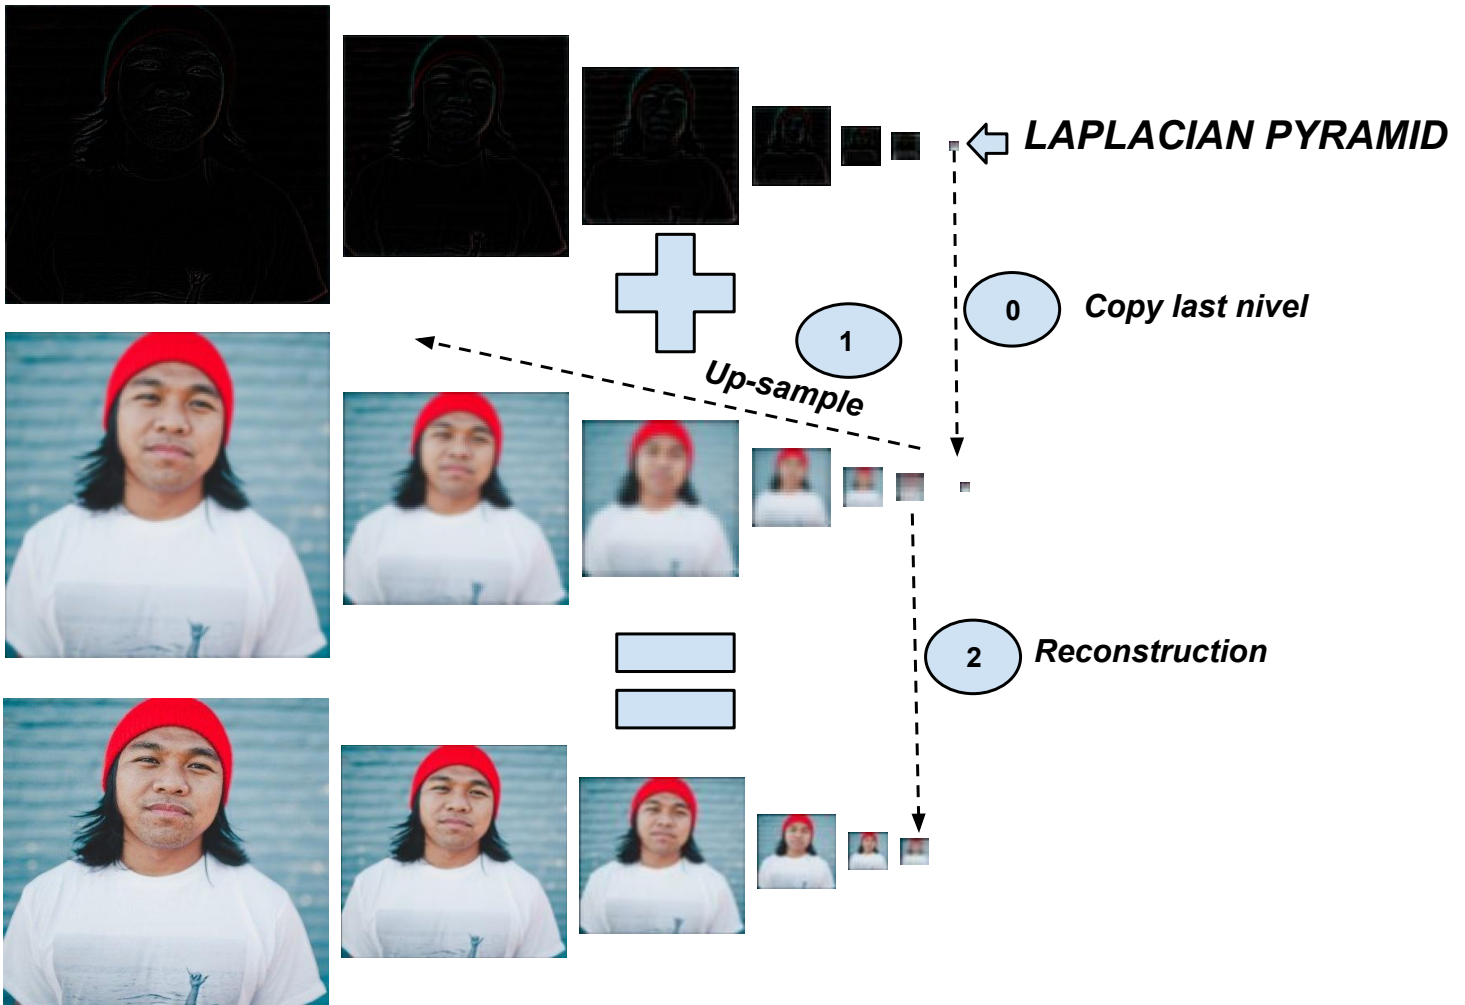 LAPLACIAN PYRAMID
0
Copy last nivel
1
Up-sample
2
Reconstruction